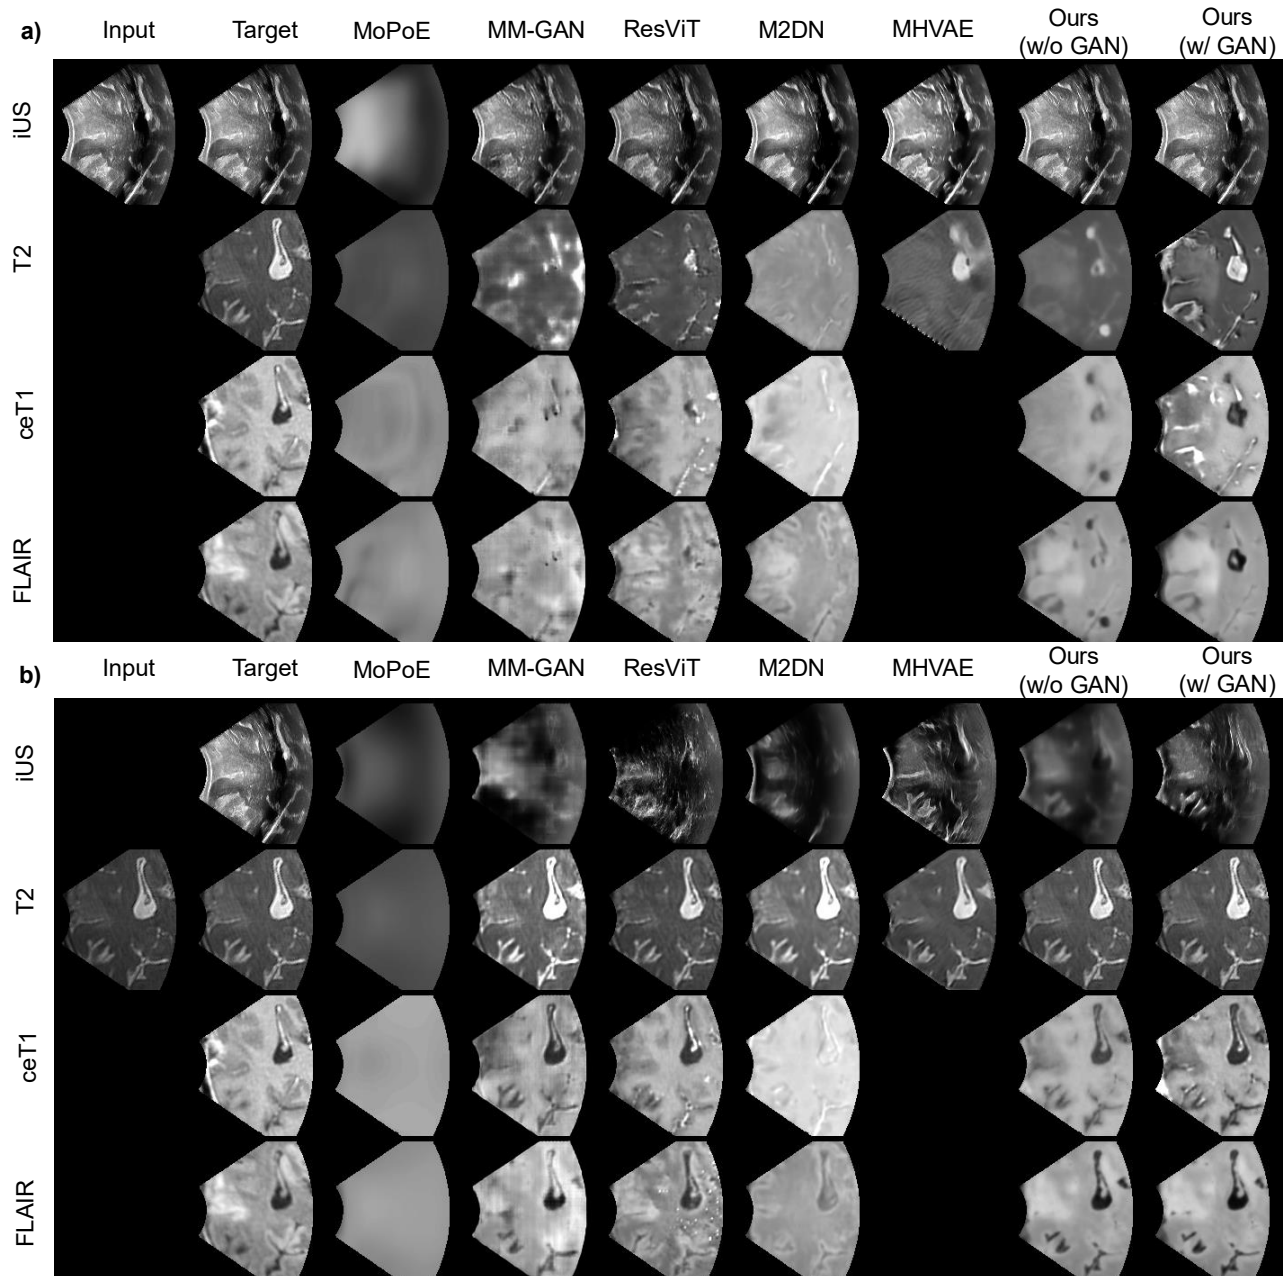 a) Input Target MoPoE MM-GAN ResViT M2DN MHVAE Ours (w/o GAN) Ours (w/ GAN)
iUS
T2
ceT1
FLAIR
b) Input Target MoPoE MM-GAN ResViT M2DN MHVAE Ours (w/o GAN) Ours (w/ GAN)
iUS
T2
ceT1
FLAIR